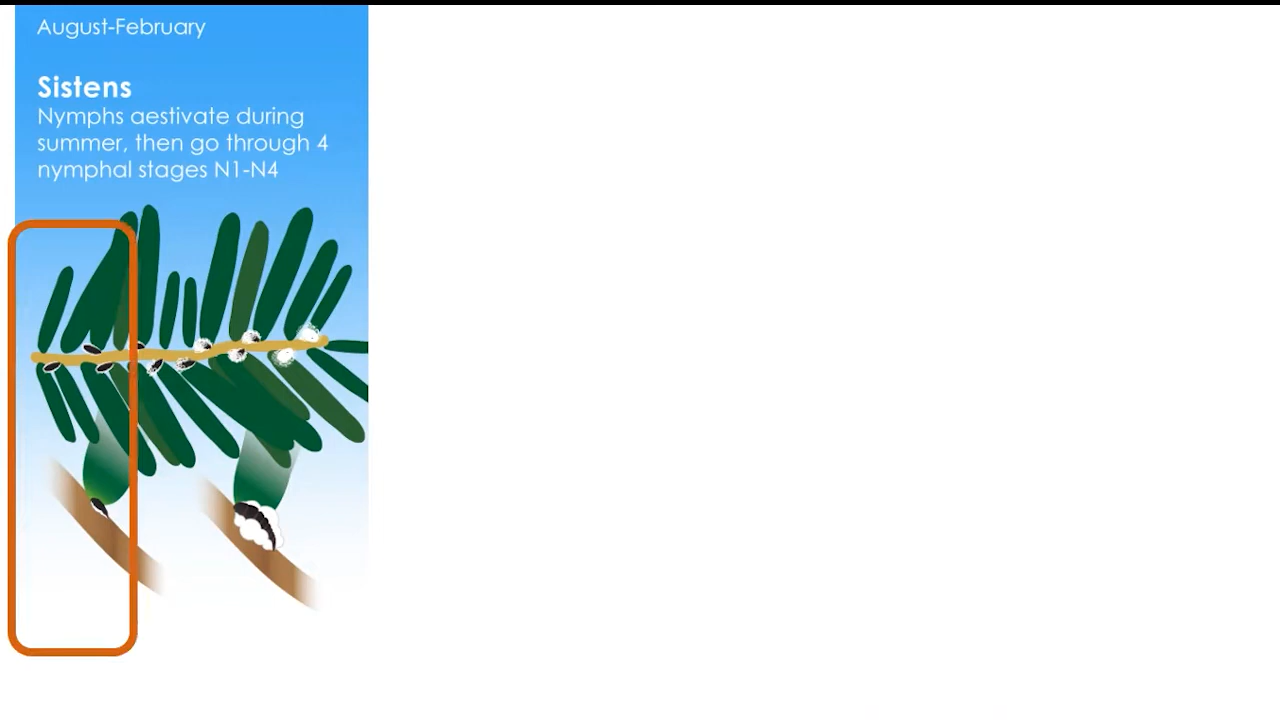 August-February
Sistens
Nymphs aestivate during
summer, then go through 4
nymphal stages N1-N4